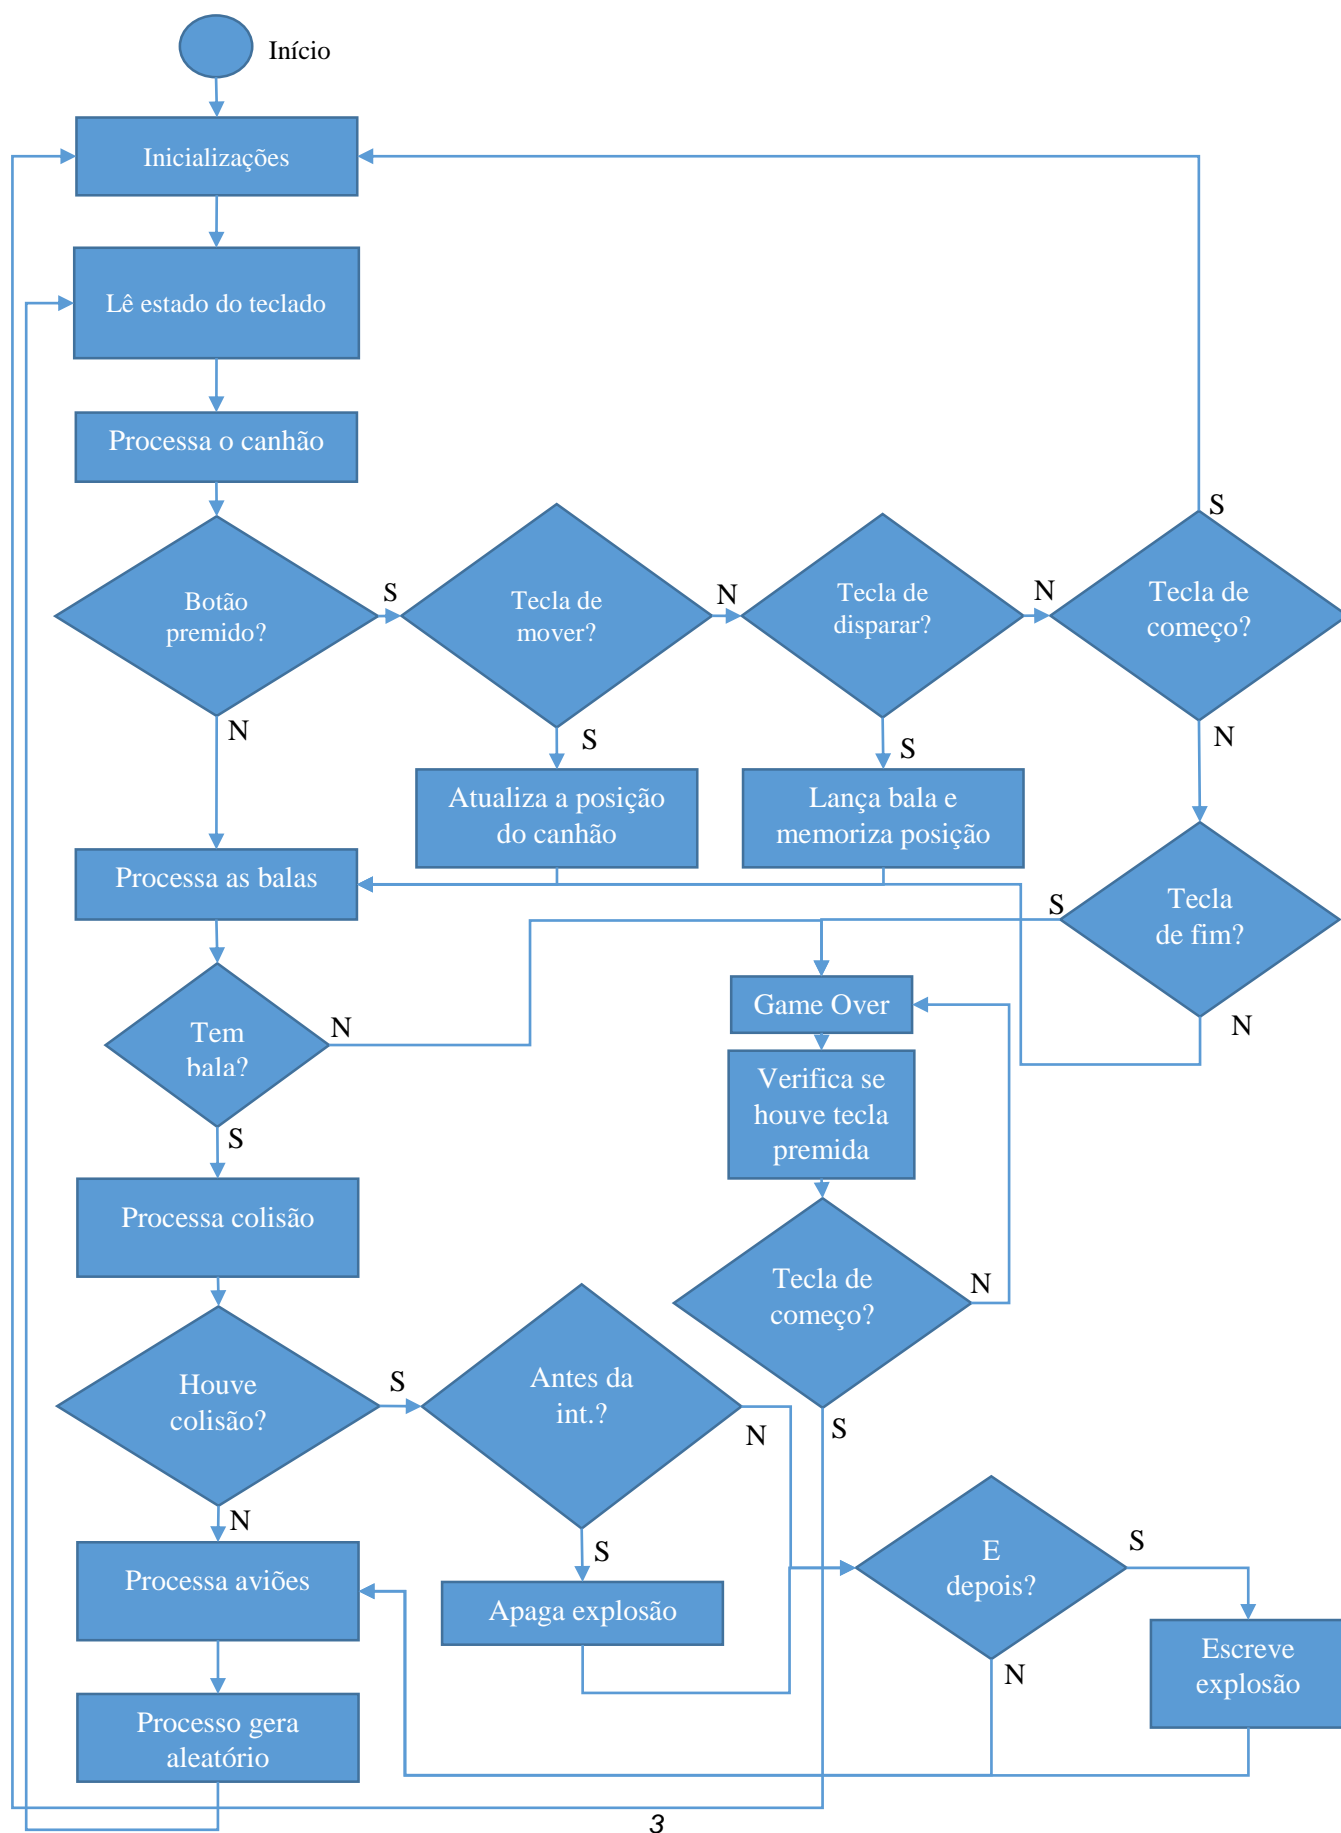 Início
Inicializações
Lê estado do teclado
Processa o canhão
S
Botão
premido?
S
Tecla de
mover?
N
Tecla de
disparar?
N
Tecla de
começo?
N
S
S
N
Atualiza a posição
do canhão
Lança bala e
memoriza posição
Processa as balas
S
Tecla
de fim?
N
Tem
bala?
N
Game Over
S
Verifica se
houve tecla
premida
Processa colisão
Tecla de
começo?
N
Houve
colisão?
S
Antes da
int.?
N
S
N
S
E
depois?
S
N
Processa aviões
Apaga explosão
Escreve
explosão
Processo gera
aleatório
3